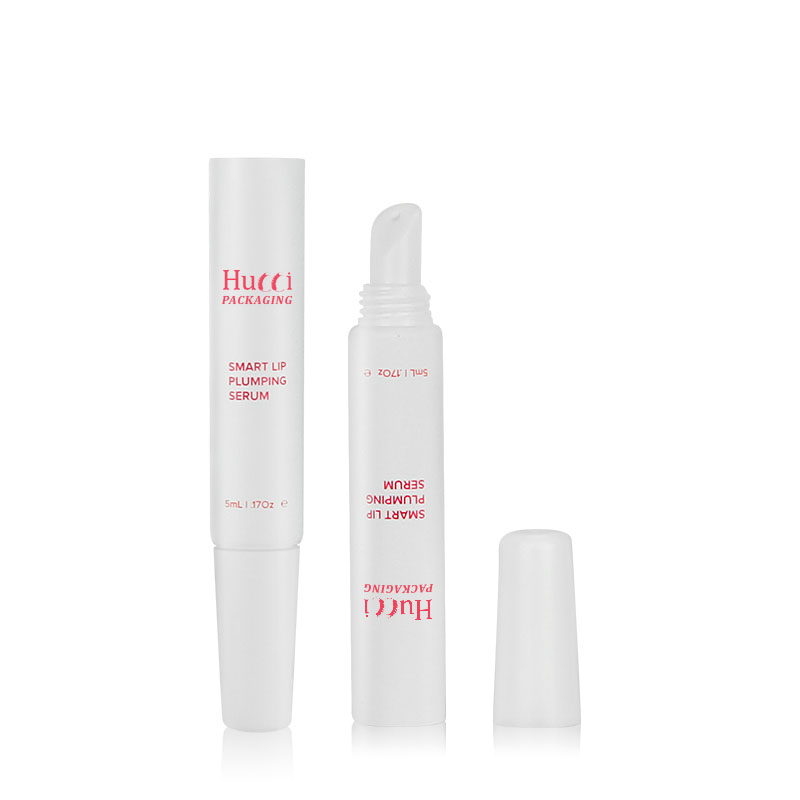 Hucci
PACKAGING
SMART LIP
PLUMPING
SERUM
5mL | .17Oz ℮
Hucci
PACKAGING
SMART LIP
PLUMPING
SERUM
5mL | .17Oz ℮